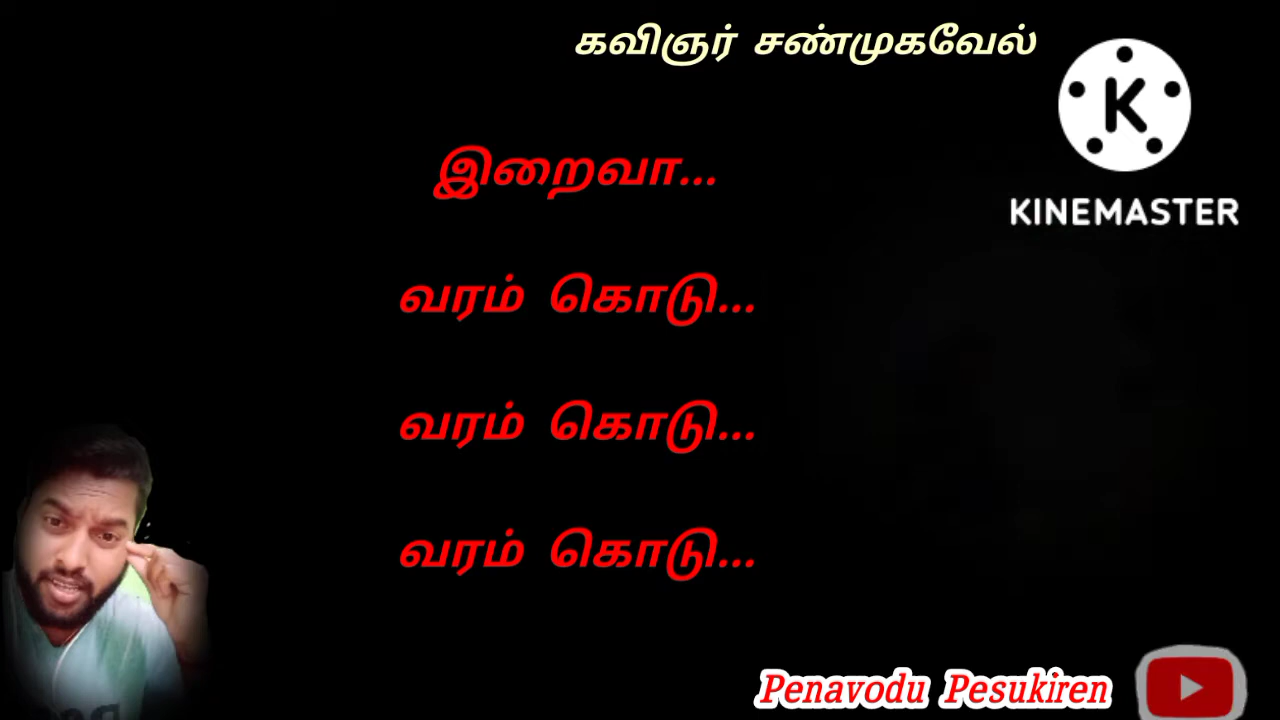 கவிஞர் சண்முகவேல்
K
KINEMASTER
இறைவா...
வரம் கொடு...
வரம் கொடு...
வரம் கொடு...
Penavodu Pesukiren